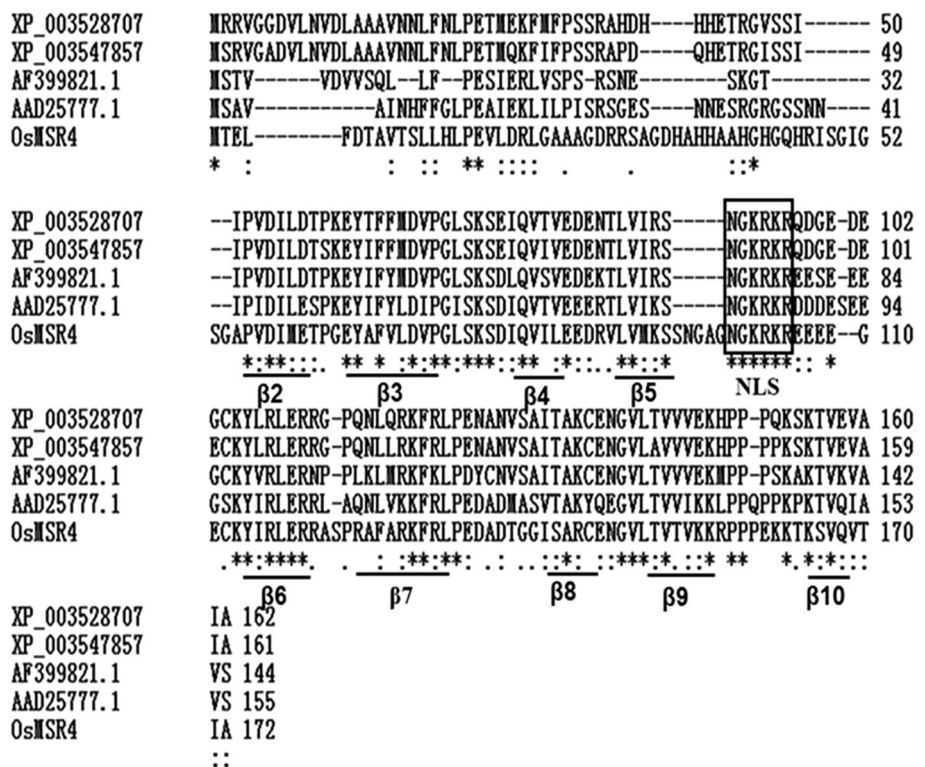 XP_003528707 MRRVGGDVLNVDLAAAVNNLFNLPETMEKFMFPSSRAHDH----HHETRGVSSI------ 50
XP_003547857 MSRVGADVLNVDLAAAVNNLFNLPETMQKFIFPSSRAPD-----QHETRGISSI------ 49
AF399821.1 MSTV------VDVVSQL--LF--PESIERLVSPS-RSNE--------SKGT--------- 32
AAD25777.1 MSAV-----------AINHFFGLPEAIEKLILPISRSGES----NNESRGRGSSNN---- 41
OsMSR4 MTEL--------FDTAVTSLLHLPEVLDRLGAAAGDRRSAGDHAHHAAHGHGQHRISGIG 52
* : : :: ** :::: . . ::*
XP_003528707 --IPVDILDTPKEYTFFMDVPGLSKSEIQVTVEDENTLVIRS-----NGKRKRQDGE-DE 102
XP_003547857 --IPVDILDTSKEYIFFMDVPGLSKSEIQVTVEDENTLVIRS-----NGKRKRQDGE-DE 101
AF399821.1 --IPVDILDTSKEYIFYMDVPGLSKSDLQVSVEDEKTLVIRS-----NGKRKREESE-EE 84
AAD25777.1 --IPIDILESPKEYIFYLDIPGISKSDIQVTVEEERTLVIKS-----NGKRKRDDDESEE 94
OsMSR4 SGAPVDIMETPGEYAFVLDVPGLSKSDIQVILEEDRVLVMKSSNGAGNGKRKREEEE--G 110
*:**::. ** * :*:**:***::** :*::..**::* ******:: *
β2 β3 β4 β5 NLS
XP_003528707 GCKYLRLERRG-PQNLQRKFRLPENANVSAITAKCENGVLTVVVEKHPP-PQKSKTVEVA 160
XP_003547857 ECKYLRLERRG-PQNLLRKFRLPENANVSAITAKCENGVLAVVVEKHPP-PPKSKTVEVA 159
AF399821.1 GCKYVRLERNP-PLKLMRKFRLPDYCNVSAITAKCENGVLTVVVEKMPP-PSKAKTVKVA 142
AAD25777.1 GSKYIRLERRL-AQNLVKKFRLPEDADMASVTAKYQEGVLTVVIKKLPPQPPKPKTVQIA 153
OsMSR4 ECKYIRLERRASPRAFARKFRLPEDADTGGISARCENGVLTVTVKKRPPPEKKTKSVQVT 170
.**:****. . : :****: .: ..::*: ::***:*.::* ** *.*:*:::
β6 β7 β8 β9 β10
XP_003528707 IA 162
XP_003547857 IA 161
AF399821.1 VS 144
AAD25777.1 VS 155
OsMSR4 IA 172
::